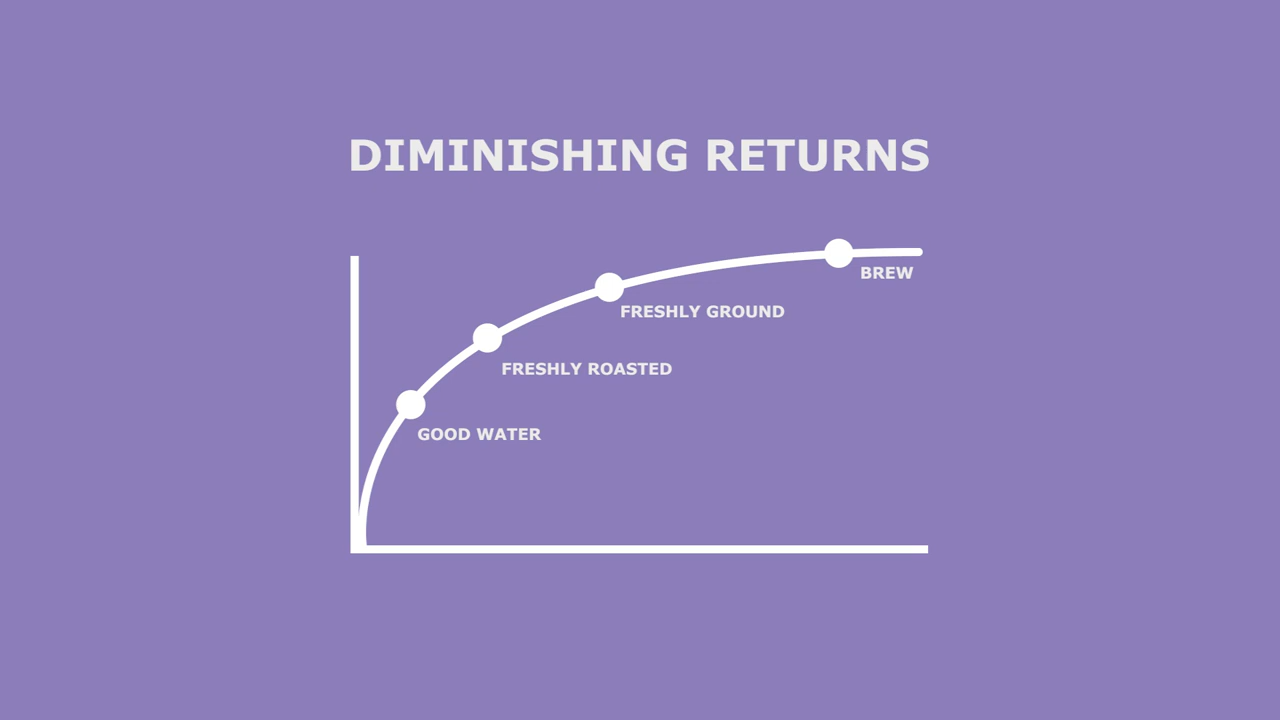 DIMINISHING RETURNS
BREW
FRESHLY GROUND
FRESHLY ROASTED
GOOD WATER